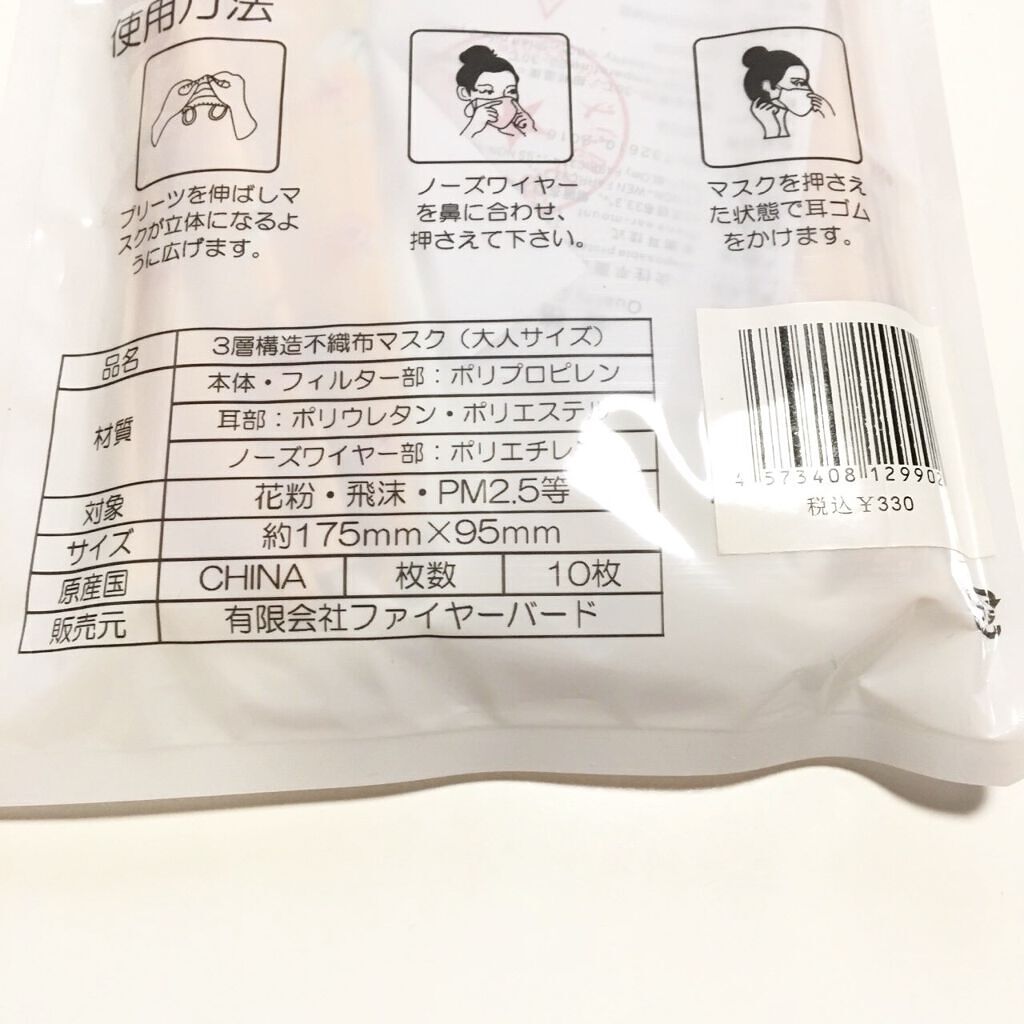 使用方法
プリーツを伸ばしマ
スクが立体になるよ
うに広げます。
ノーズワイヤー
を鼻に合わせ、
押さえて下さい。
マスクを押さえ
た状態で耳ゴム
をかけます。
品名 3層構造不織布マスク（大人サイズ）
材質 本体・フィルター部：ポリプロピレン
耳部：ポリウレタン・ポリエステル
ノーズワイヤー部：ポリエチレン
対象 花粉・飛沫・PM2.5等
サイズ 約175mm×95mm
原産国 CHINA 枚数 10枚
販売元 有限会社ファイヤーバード
4 573408 129902
税込¥330